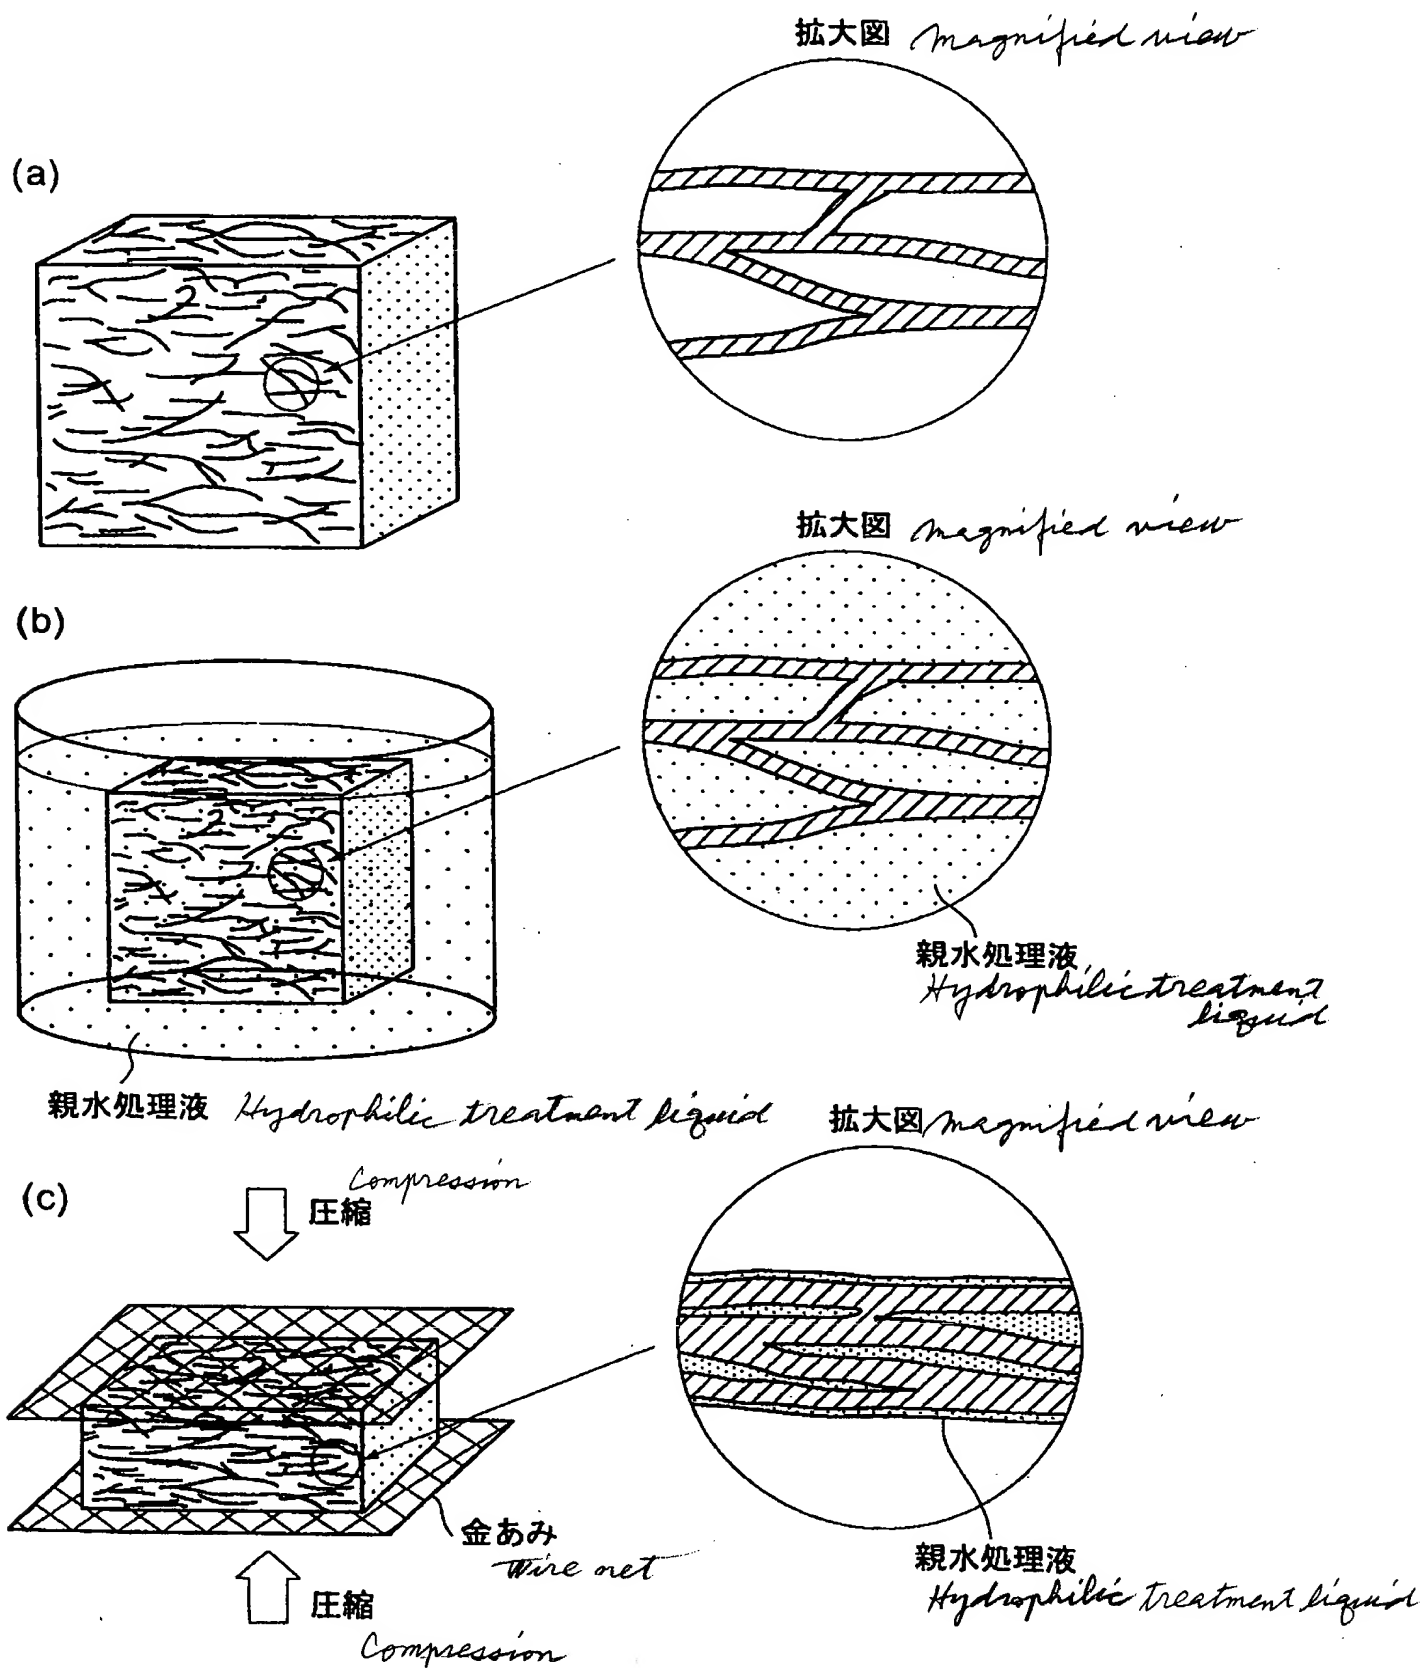 拡大図 Magnified view
(a)
拡大図 Magnified view
(b)
親水処理液
Hydrophilic treatment
liquid
親水処理液 Hydrophilic treatment liquid
拡大図 Magnified view
(c)
Compression
圧縮
金あみ
Wire net
親水処理液
Hydrophilic treatment liquid
圧縮
Compression